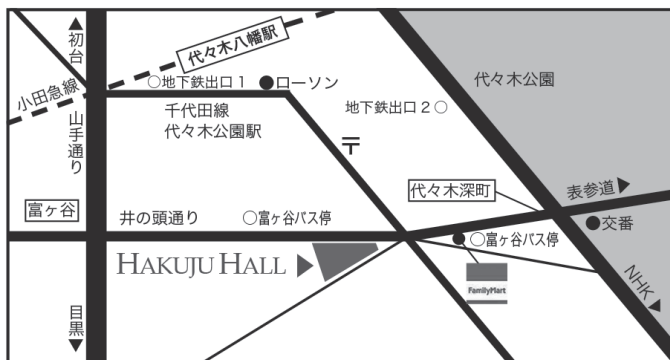 ▲初台
代々木八幡駅
小田急線
○地下鉄出口1
●ローソン
代々木公園
地下鉄出口2○
千代田線
代々木公園駅
山手通り
〒
代々木深町
表参道▶
富ヶ谷
井の頭通り
○富ヶ谷バス停
●交番
○富ヶ谷バス停
HAKUJU HALL ▶
FamilyMart
NHK▶
目黒▼